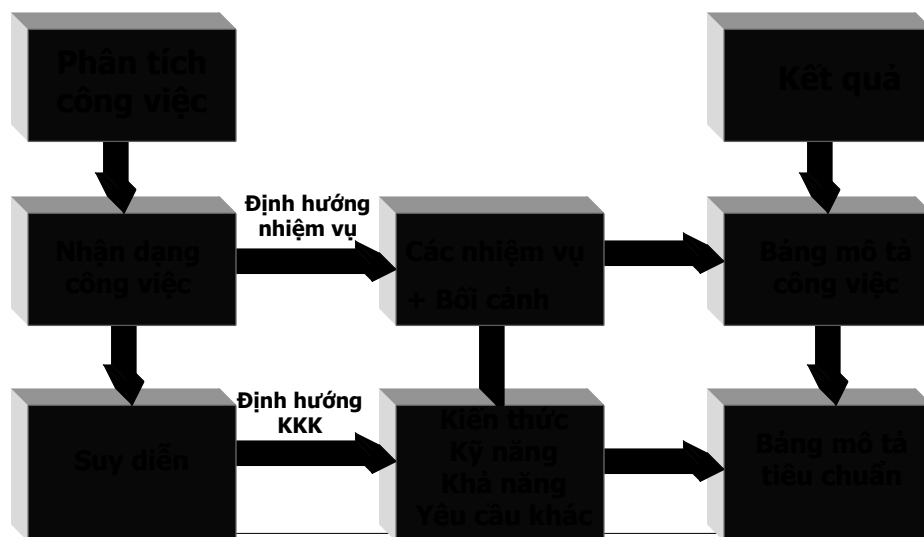 Phân tích
công việc
Kết quả
Định hướng
nhiệm vụ
Nhận dạng
công việc
Các nhiệm vụ
+ Bối cảnh
Bảng mô tả
công việc
Định hướng
KKK
Suy diễn
Kiến thức
Kỹ năng
Khả năng
Yêu cầu khác
Bảng mô tả
tiêu chuẩn